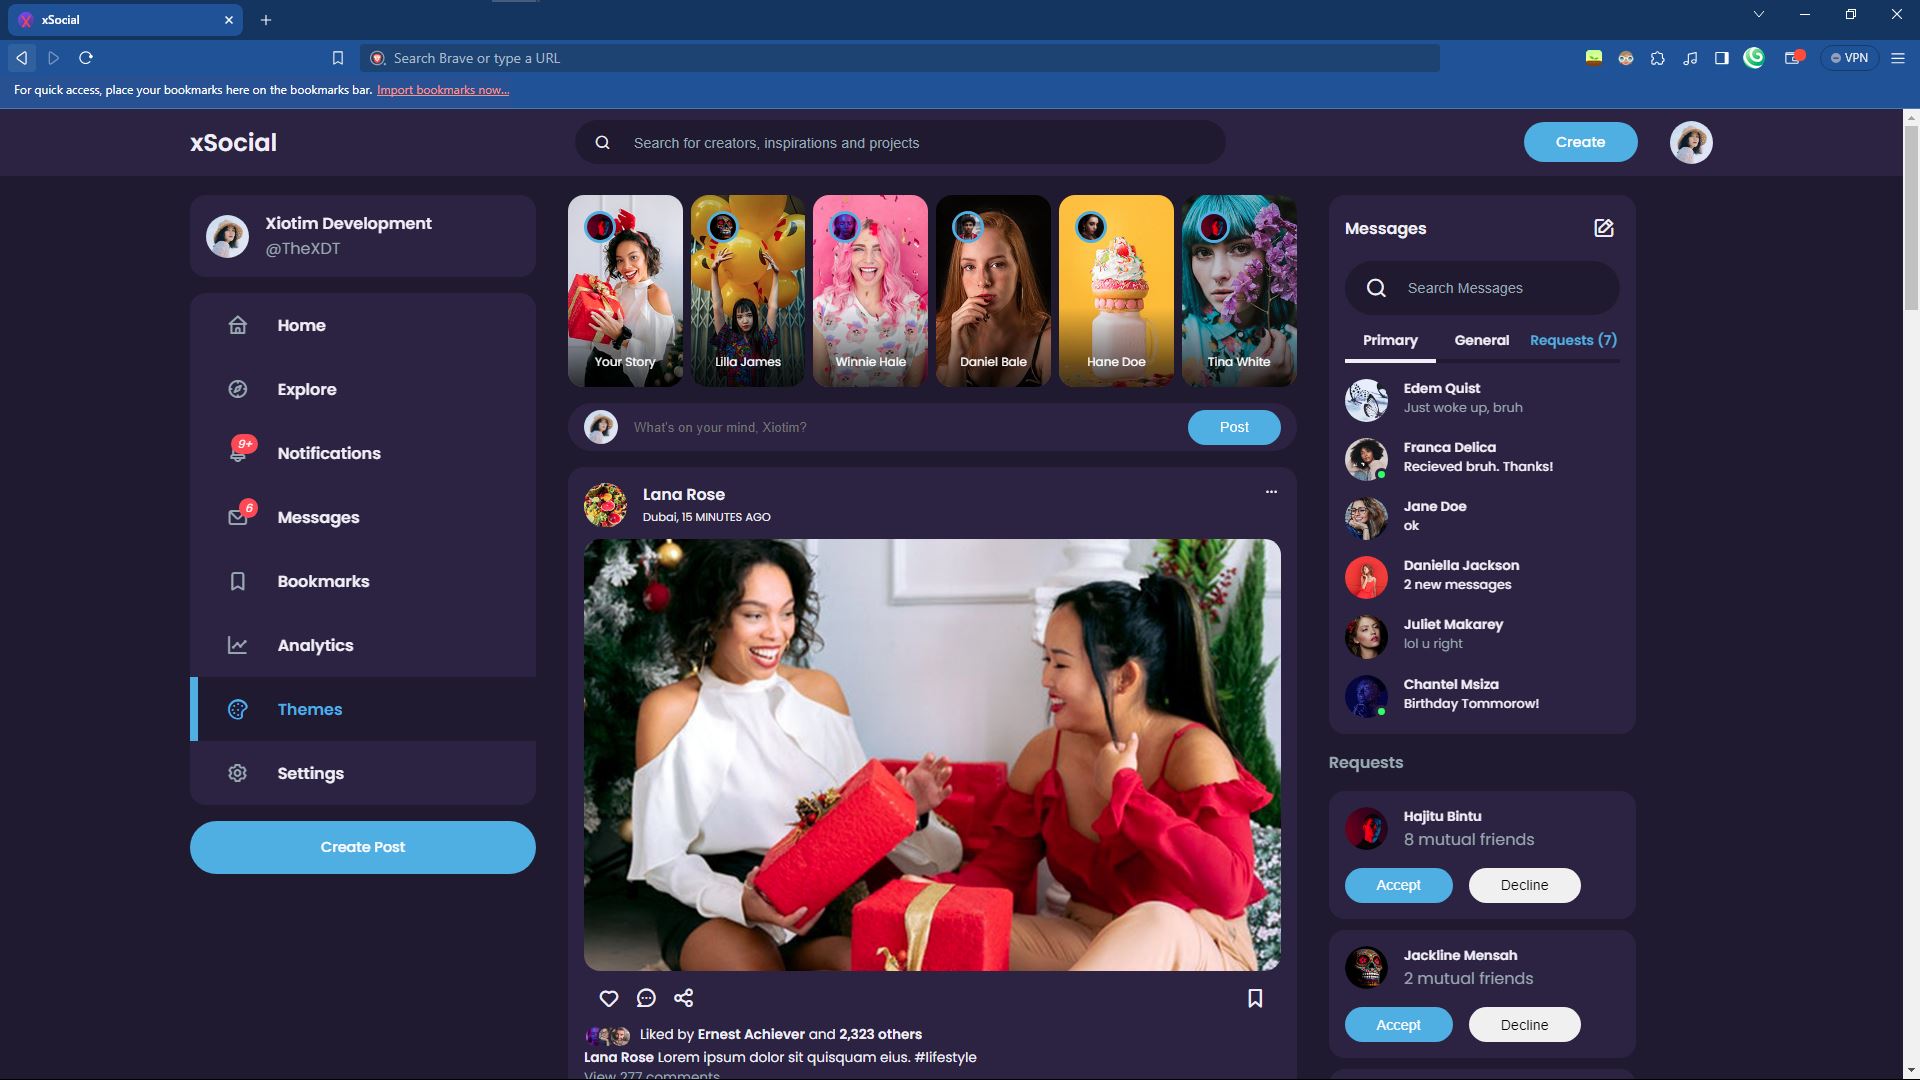 xSocial
Search Brave or type a URL
VPN
For quick access, place your bookmarks here on the bookmarks bar. Import bookmarks now...
xSocial
Search for creators, inspirations and projects
Create
Xiotim Development
@TheXDT
Home
Explore
9+
Notifications
6
Messages
Bookmarks
Analytics
Themes
Settings
Create Post
Your Story
Lilla James
Winnie Hale
Daniel Bale
Hane Doe
Tina White
What's on your mind, Xiotim?
Post
Lana Rose
Dubai, 15 MINUTES AGO
Liked by Ernest Achiever and 2,323 others
Lana Rose Lorem ipsum dolor sit quisquam eius. #lifestyle
View 277 comments
Messages
Search Messages
Primary
General
Requests (7)
Edem Quist
Just woke up, bruh
Franca Delica
Recieved bruh. Thanks!
Jane Doe
ok
Daniella Jackson
2 new messages
Juliet Makarey
lol u right
Chantel Msiza
Birthday Tommorow!
Requests
Hajitu Bintu
8 mutual friends
Accept
Decline
Jackline Mensah
2 mutual friends
Accept
Decline